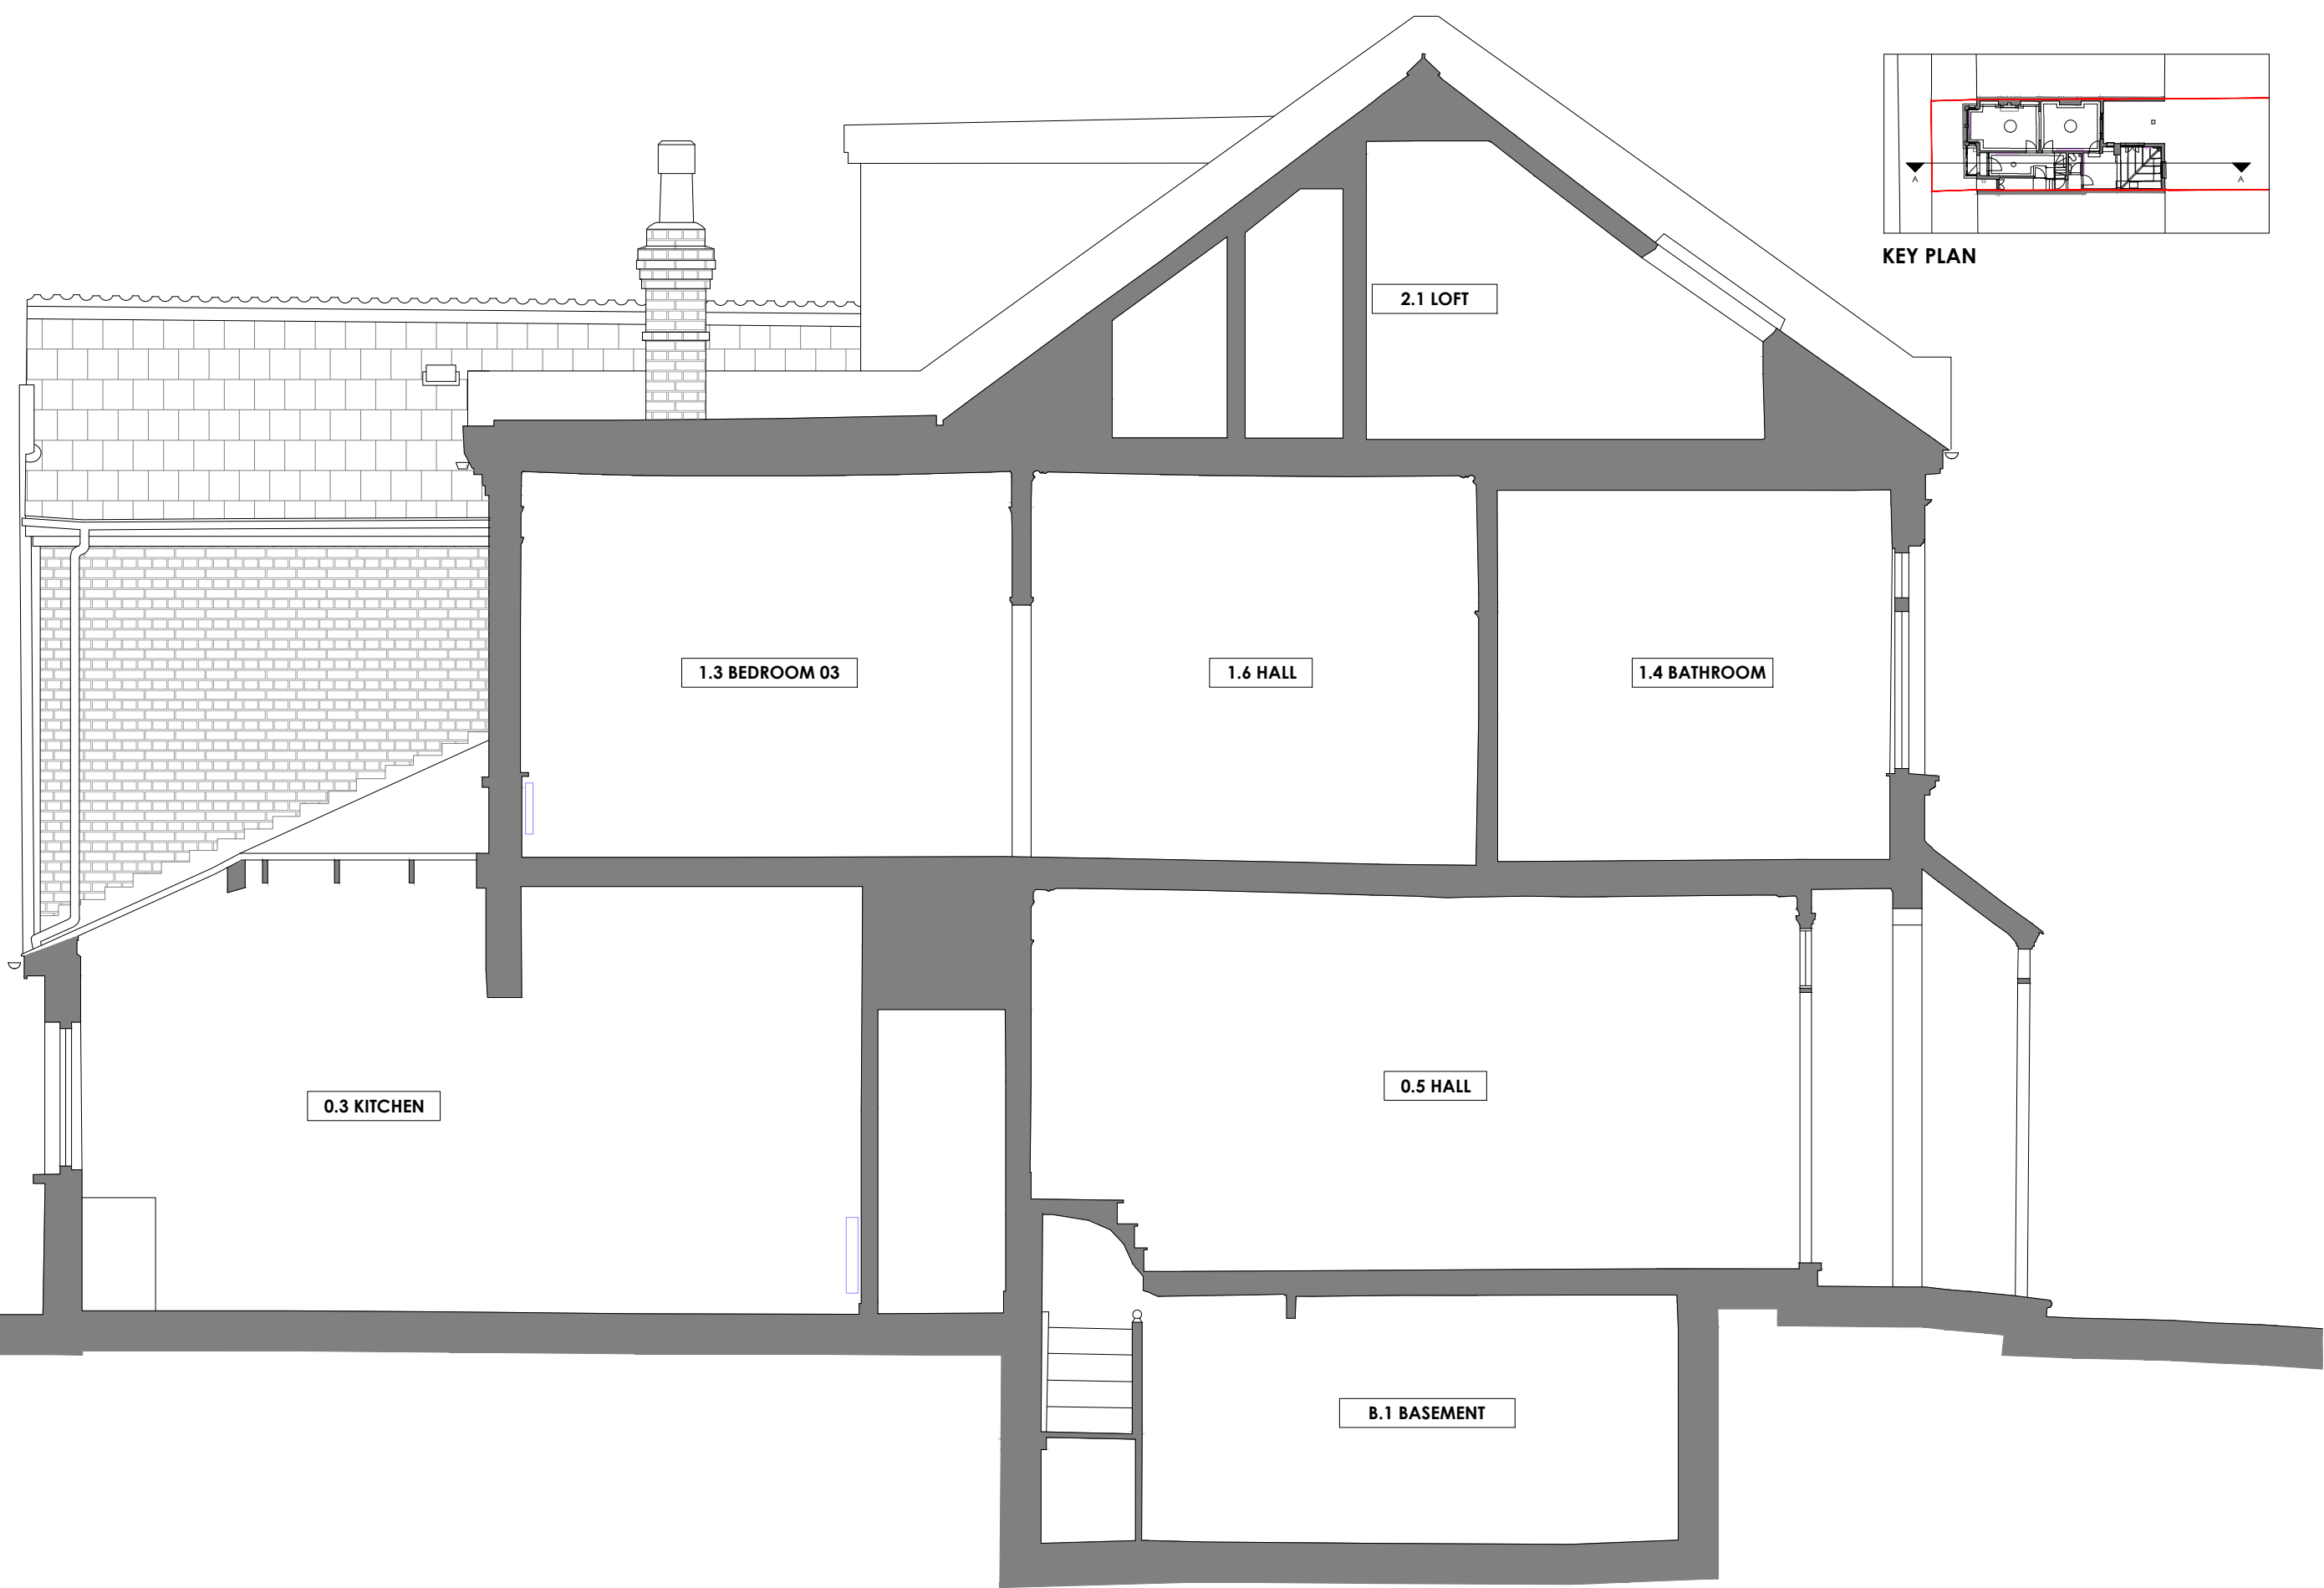 KEY PLAN
A
A
2.1 LOFT
1.3 BEDROOM 03
1.6 HALL
1.4 BATHROOM
0.3 KITCHEN
0.5 HALL
B.1 BASEMENT